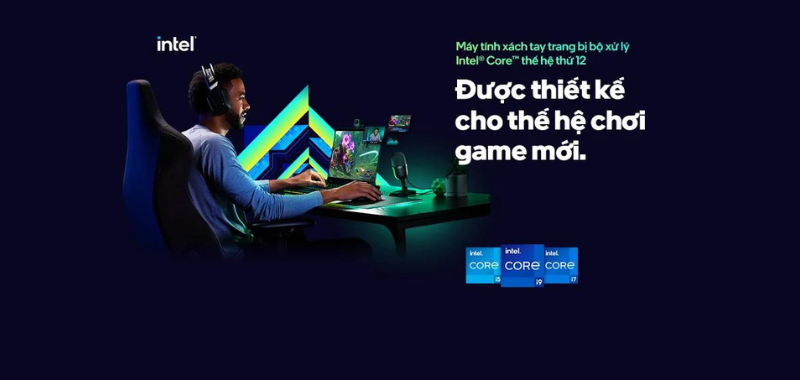 intel
Máy tính xách tay trang bị bộ xử lý
Intel® Core™ thế hệ thứ 12
Được thiết kế
cho thế hệ chơi
game mới.
intel.
CORE
i5
intel.
CORE
i9
intel.
CORE
i7